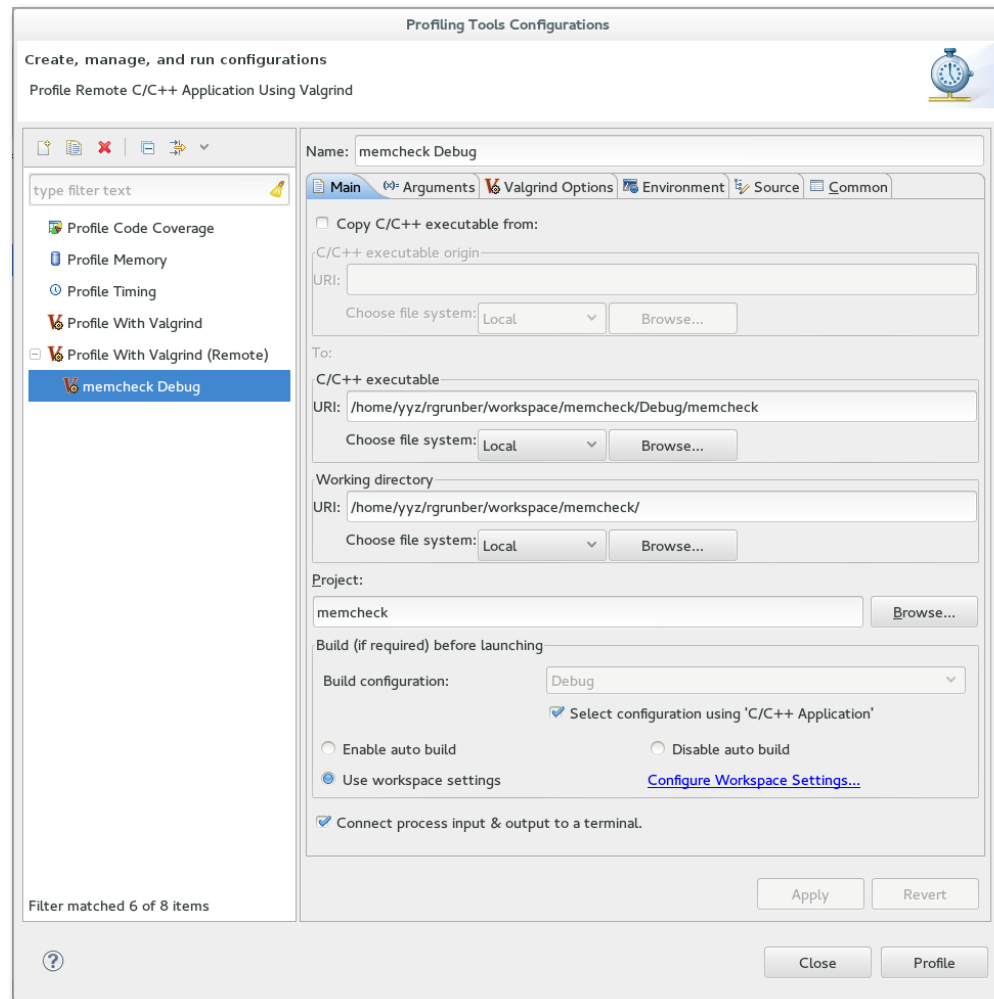 Profiling Tools Configurations
Create, manage, and run configurations
Profile Remote C/C++ Application Using Valgrind
type filter text
Profile Code Coverage
Profile Memory
Profile Timing
Profile With Valgrind
Profile With Valgrind (Remote)
memcheck Debug
Filter matched 6 of 8 items
Name: memcheck Debug
Main (x)= Arguments Valgrind Options Environment Source Common
Copy C/C++ executable from:
C/C++ executable origin
URI:
Choose file system: Local Browse...
To:
C/C++ executable
URI: /home/yyz/rgrunber/workspace/memcheck/Debug/memcheck
Choose file system: Local Browse...
Working directory
URI: /home/yyz/rgrunber/workspace/memcheck/
Choose file system: Local Browse...
Project:
memcheck Browse...
Build (if required) before launching
Build configuration: Debug
Select configuration using 'C/C++ Application'
Enable auto build Disable auto build
Use workspace settings Configure Workspace Settings...
Connect process input & output to a terminal.
Apply Revert
? Close Profile